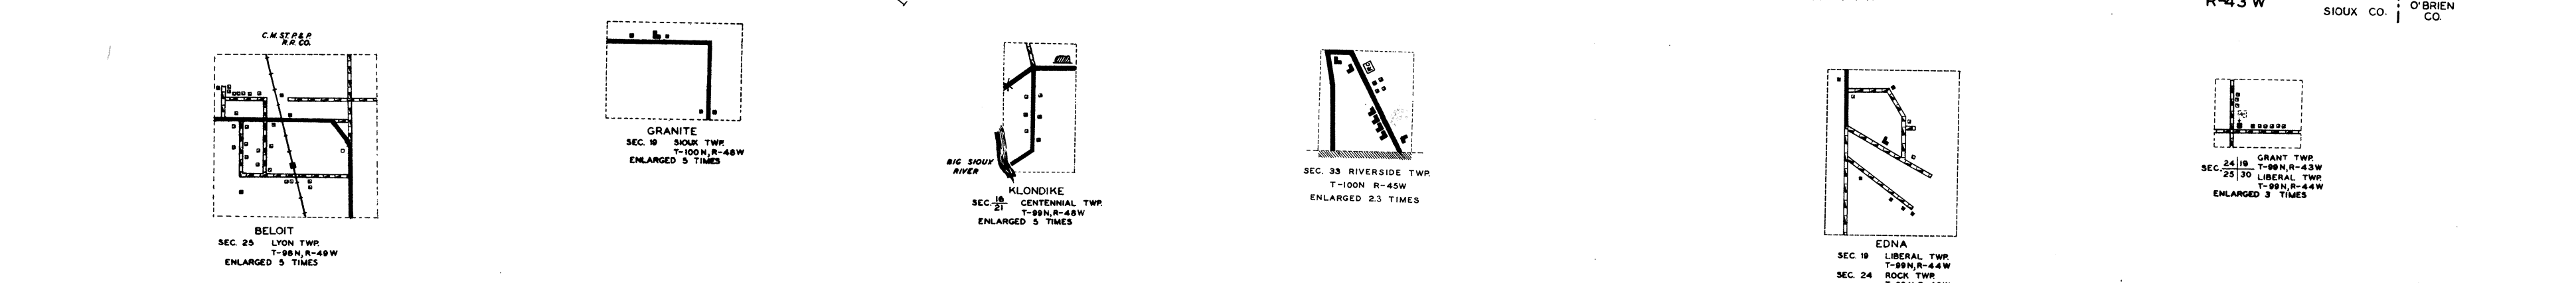 C.M. ST. P. & P.
R.R. CO.
BELOIT
SEC. 25 LYON TWP.
T-98N, R-49W
ENLARGED 5 TIMES
GRANITE
SEC. 19 SIOUX TWP.
T-100N, R-48W
ENLARGED 5 TIMES
BIG SIOUX
RIVER
KLONDIKE
SEC. 16/21 CENTENNIAL TWP.
T-99N, R-48W
ENLARGED 5 TIMES
SEC. 33 RIVERSIDE TWP.
T-100N R-45W
ENLARGED 2.3 TIMES
EDNA
SEC. 19 LIBERAL TWP.
T-99N, R-44W
SEC. 24 ROCK TWP.
R-43W
SIOUX CO.
O'BRIEN
CO.
SEC. 24 19
25 30
GRANT TWP.
T-99N, R-43W
LIBERAL TWP.
T-99N, R-44W
ENLARGED 3 TIMES